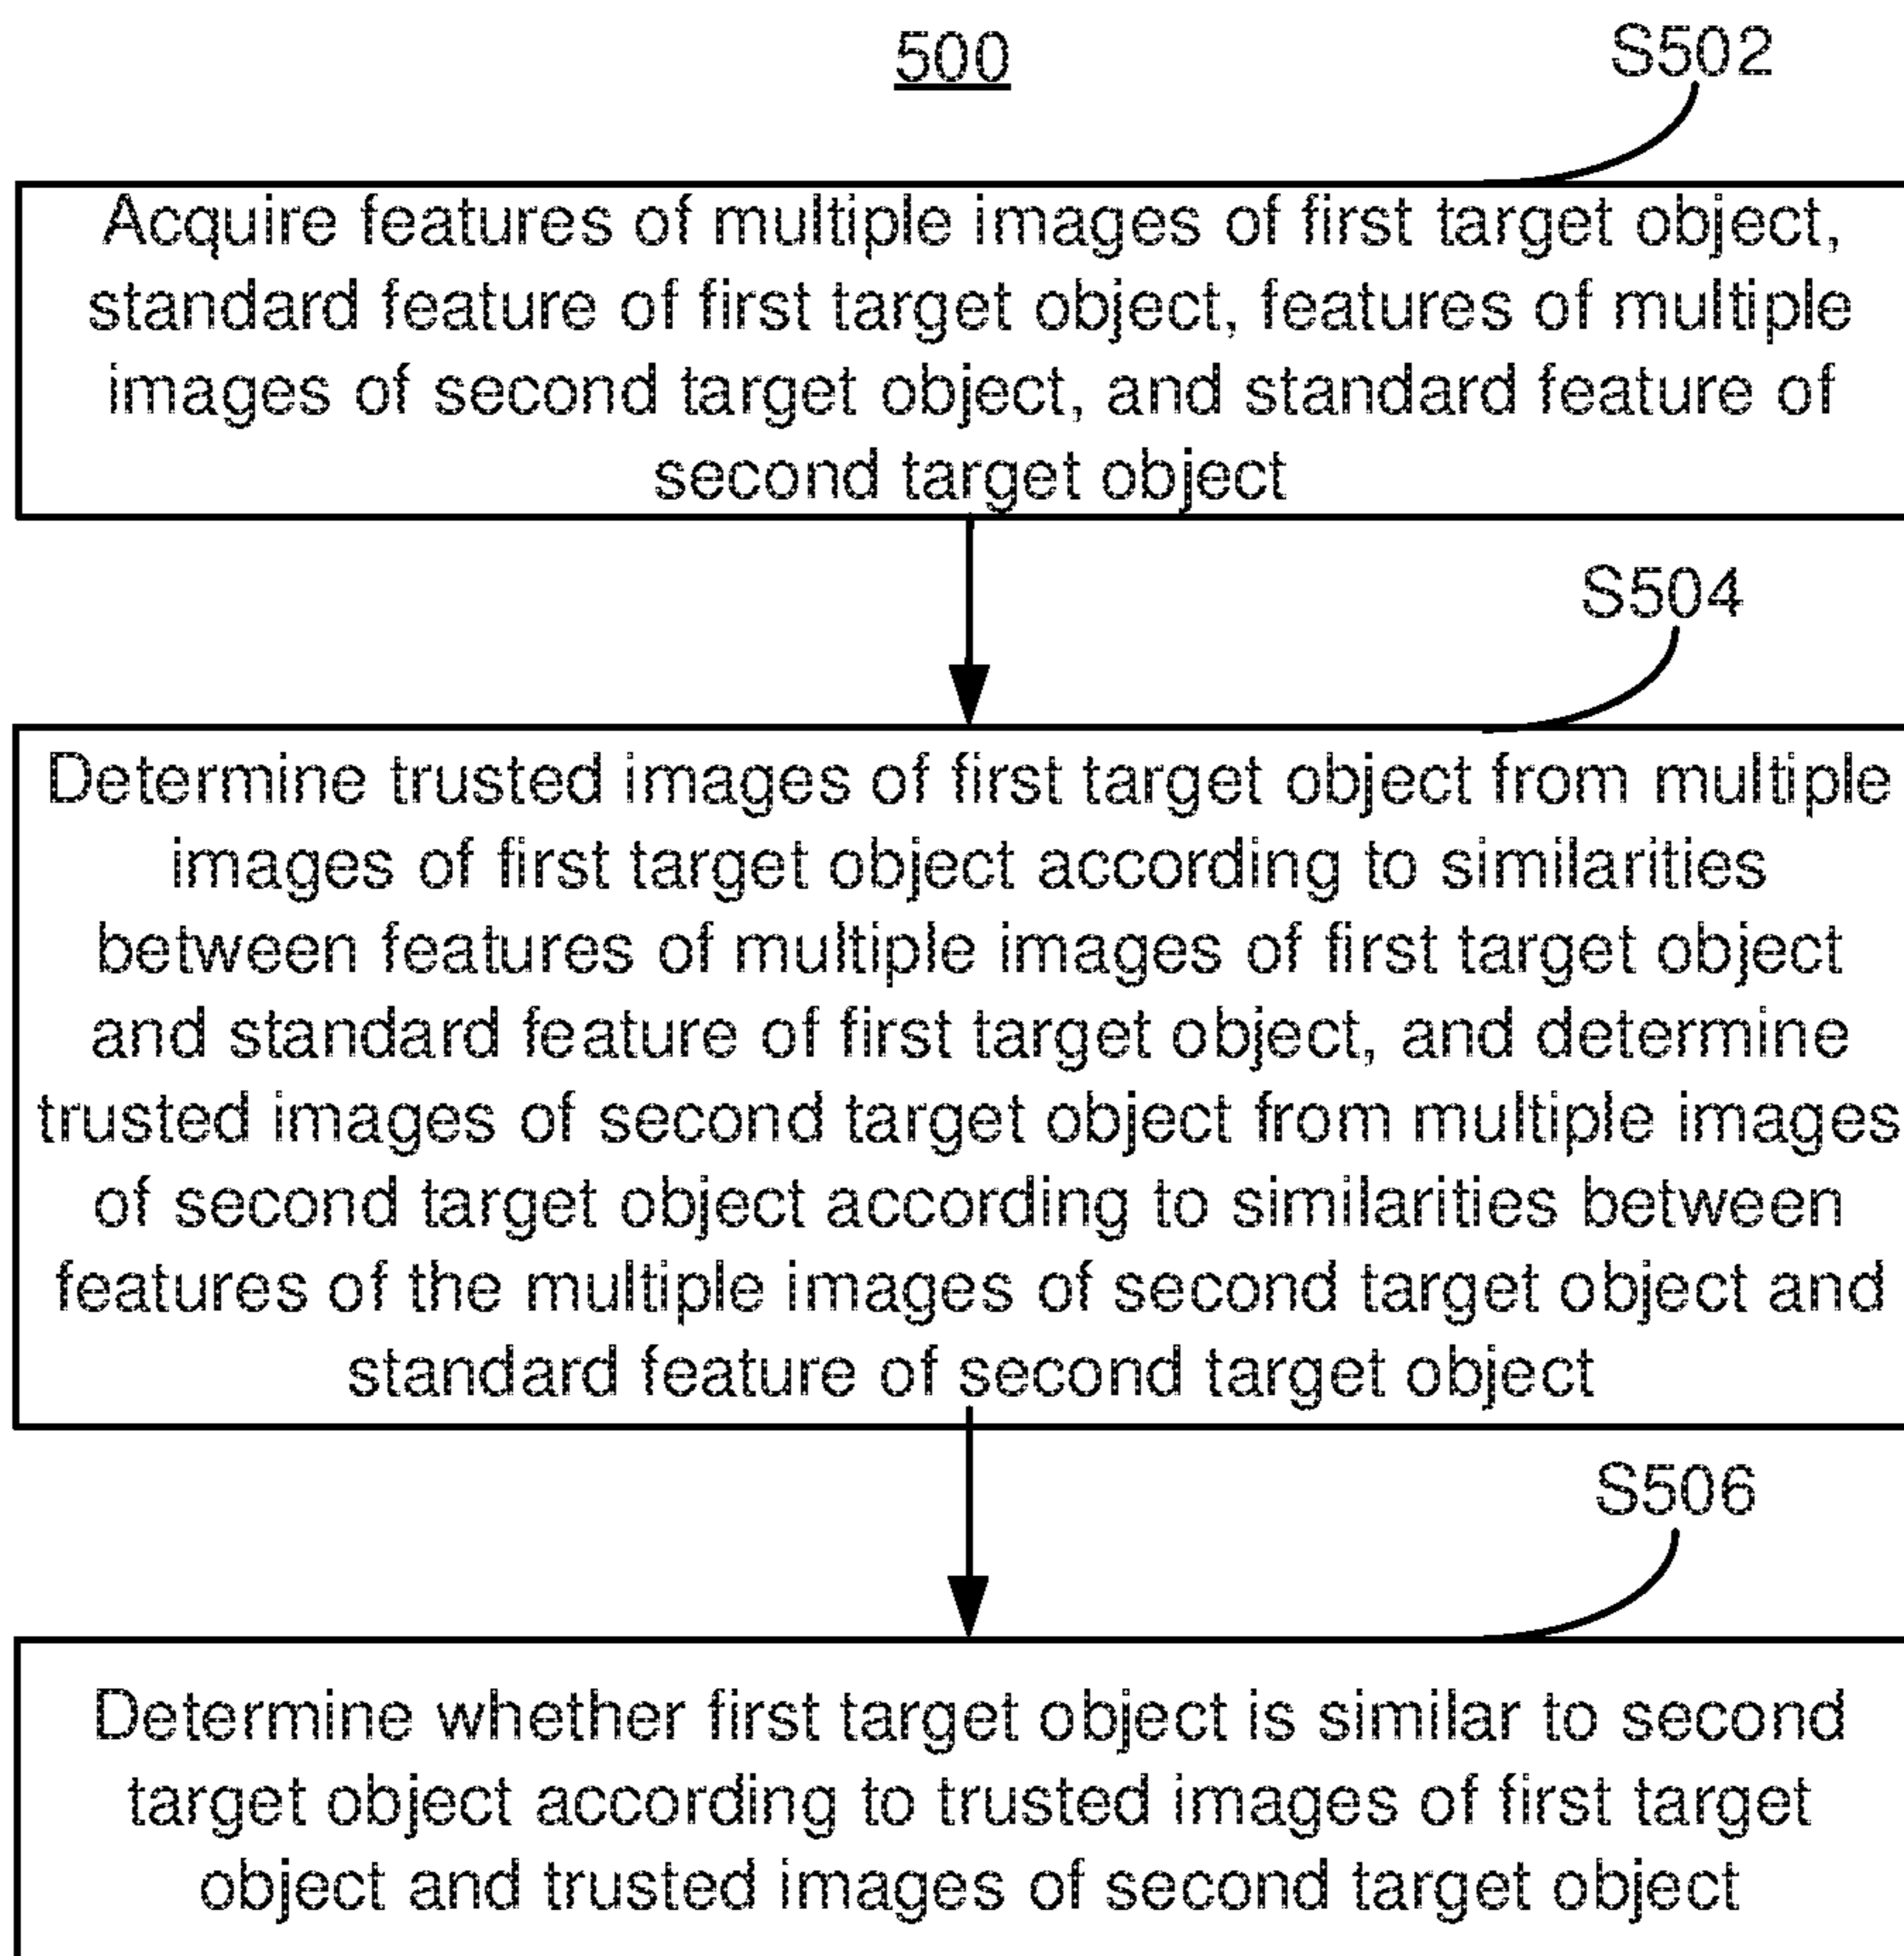 500
S502
Acquire features of multiple images of first target object,
standard feature of first target object, features of multiple
images of second target object, and standard feature of
second target object
S504
Determine trusted images of first target object from multiple
images of first target object according to similarities
between features of multiple images of first target object
and standard feature of first target object, and determine
trusted images of second target object from multiple images
of second target object according to similarities between
features of the multiple images of second target object and
standard feature of second target object
S506
Determine whether first target object is similar to second
target object according to trusted images of first target
object and trusted images of second target object